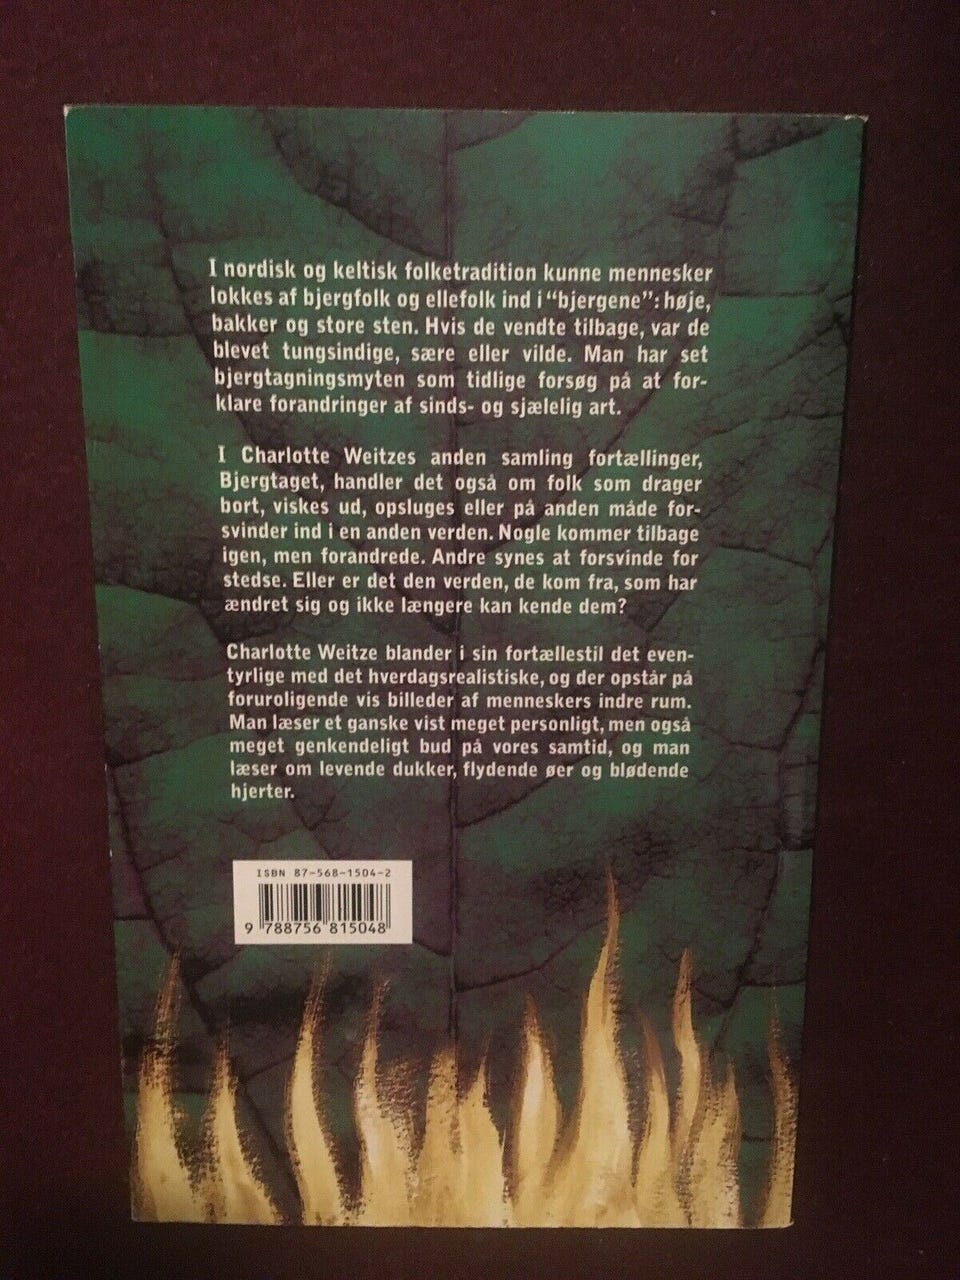 I nordisk og keltisk folketradition kunne mennesker
lokkes af bjergfolk og ellefolk ind i “bjergene”: høje,
bakker og store sten. Hvis de vendte tilbage, var de
blevet tungsindige, sære eller vilde. Man har set
bjergtagningsmyten som tidlige forsøg på at for-
klare forandringer af sinds- og sjælelig art.
I Charlotte Weitzes anden samling fortællinger,
Bjergtaget, handler det også om folk som drager
bort, viskes ud, opsluges eller på anden måde for-
svinder ind i en anden verden. Nogle kommer tilbage
igen, men forandrede. Andre synes at forsvinde for
stedse. Eller er det den verden, de kom fra, som har
ændret sig og ikke længere kan kende dem?
Charlotte Weitze blander i sin fortællestil det even-
tyrlige med det hverdagsrealistiske, og der opstår på
foruroligende vis billeder af menneskers indre rum.
Man læser et ganske vist meget personligt, men også
meget genkendeligt bud på vores samtid, og man
læser om levende dukker, flydende øer og blødende
hjerter.
ISBN 87-568-1504-2
9 788756 815048